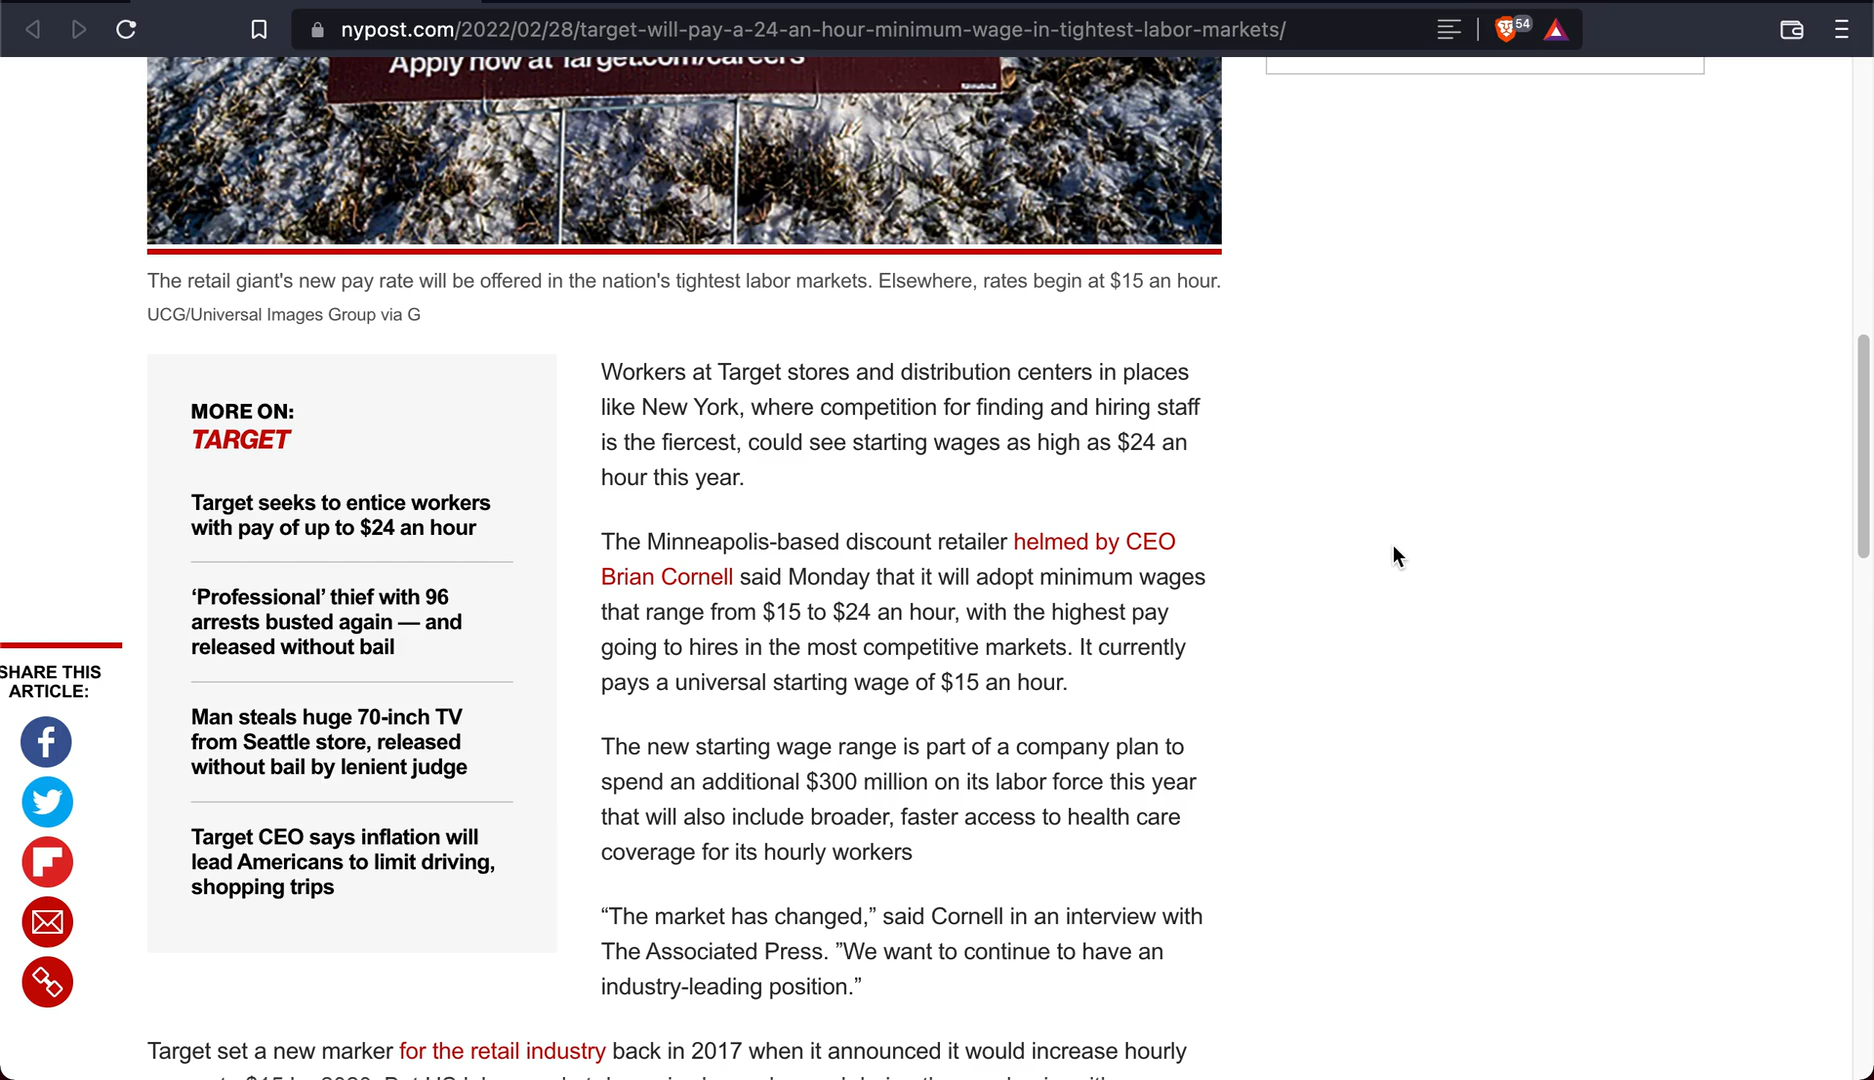 nypost.com/2022/02/28/target-will-pay-a-24-an-hour-minimum-wage-in-tightest-labor-markets/
54
Apply now at Target.com/careers
The retail giant's new pay rate will be offered in the nation's tightest labor markets. Elsewhere, rates begin at $15 an hour.
UCG/Universal Images Group via G
MORE ON:
TARGET
Target seeks to entice workers
with pay of up to $24 an hour
‘Professional’ thief with 96
arrests busted again — and
released without bail
Man steals huge 70-inch TV
from Seattle store, released
without bail by lenient judge
Target CEO says inflation will
lead Americans to limit driving,
shopping trips
SHARE THIS
ARTICLE:
Workers at Target stores and distribution centers in places
like New York, where competition for finding and hiring staff
is the fiercest, could see starting wages as high as $24 an
hour this year.
The Minneapolis-based discount retailer helmed by CEO
Brian Cornell said Monday that it will adopt minimum wages
that range from $15 to $24 an hour, with the highest pay
going to hires in the most competitive markets. It currently
pays a universal starting wage of $15 an hour.
The new starting wage range is part of a company plan to
spend an additional $300 million on its labor force this year
that will also include broader, faster access to health care
coverage for its hourly workers
“The market has changed,” said Cornell in an interview with
The Associated Press. ”We want to continue to have an
industry-leading position.”
Target set a new marker for the retail industry back in 2017 when it announced it would increase hourly